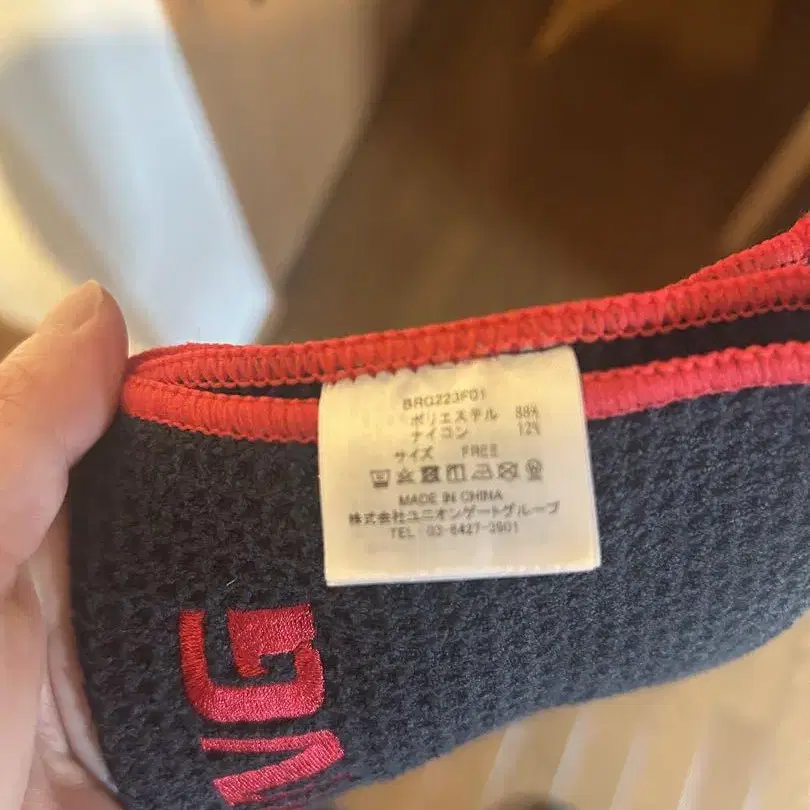 BRG223F01
ポリエステル 88%
ナイロン 12%
サイズ FREE
MADE IN CHINA
株式会社ユニオンゲートグループ
TEL 03-6427-3901
G